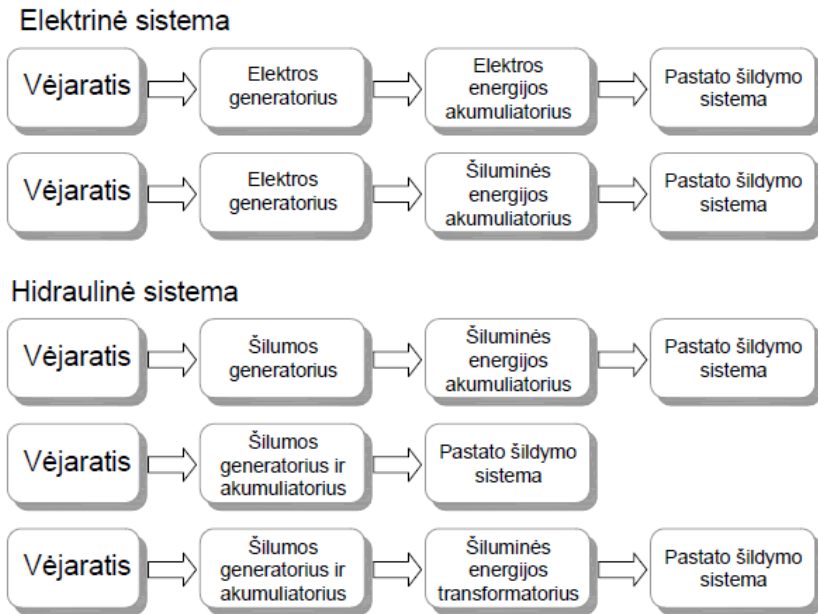 Elektrinė sistema
Vėjaratis
Elektros
generatorius
Elektros
energijos
akumuliatorius
Pastato šildymo
sistema
Vėjaratis
Elektros
generatorius
Šiluminės
energijos
akumuliatorius
Pastato šildymo
sistema
Hidraulinė sistema
Vėjaratis
Šilumos
generatorius
Šiluminės
energijos
akumuliatorius
Pastato šildymo
sistema
Vėjaratis
Šilumos
generatorius ir
akumuliatorius
Pastato šildymo
sistema
Vėjaratis
Šilumos
generatorius ir
akumuliatorius
Šiluminės
energijos
transformatorius
Pastato šildymo
sistema